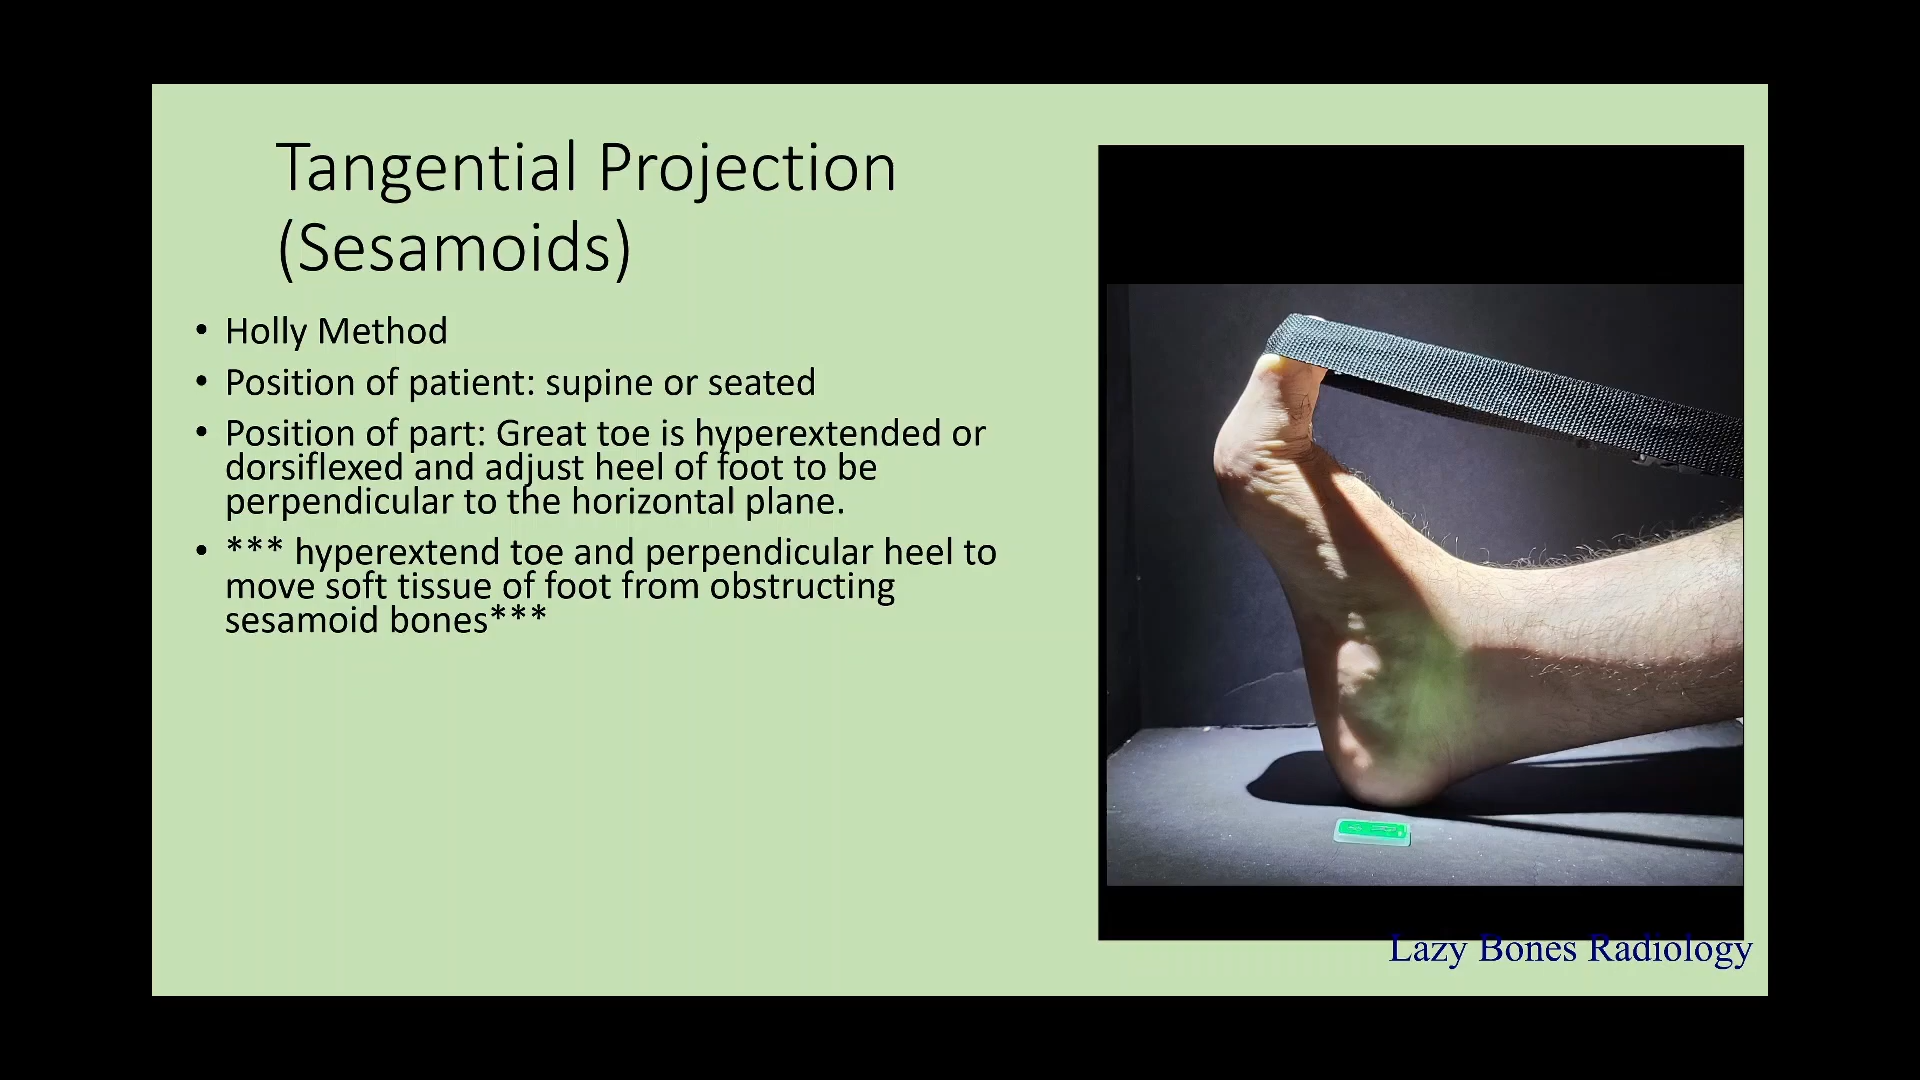 Tangential Projection
(Sesamoids)
• Holly Method
• Position of patient: supine or seated
• Position of part: Great toe is hyperextended or
dorsiflexed and adjust heel of foot to be
perpendicular to the horizontal plane.
• *** hyperextend toe and perpendicular heel to
move soft tissue of foot from obstructing
sesamoid bones***
Lazy Bones Radiology